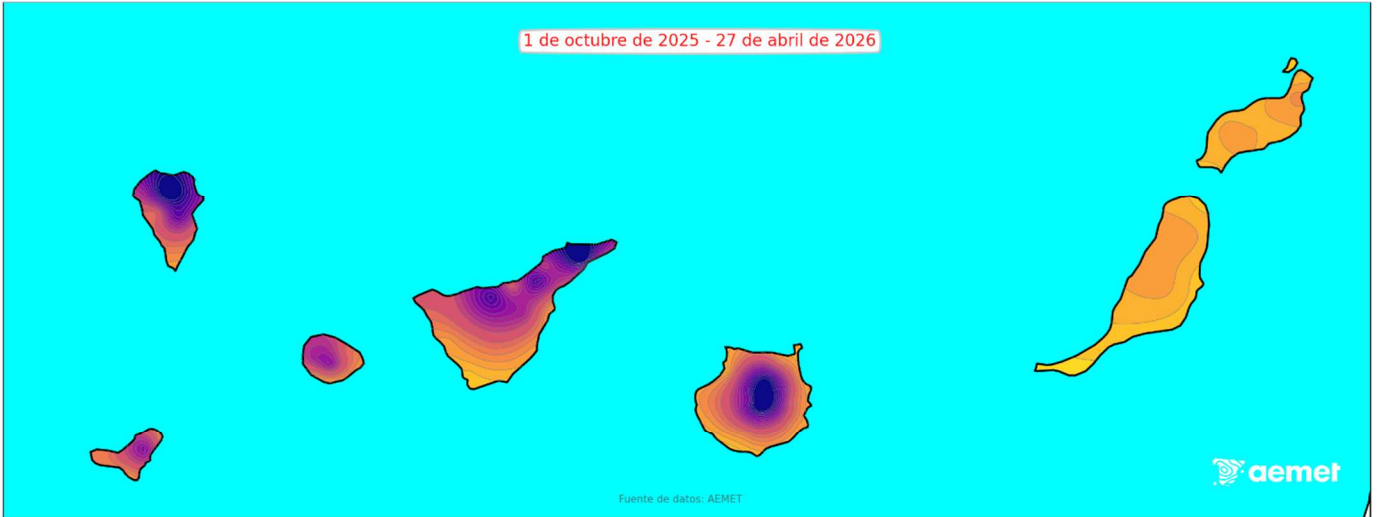 1 de octubre de 2025 - 27 de abril de 2026
aemet
Fuente de datos: AEMET